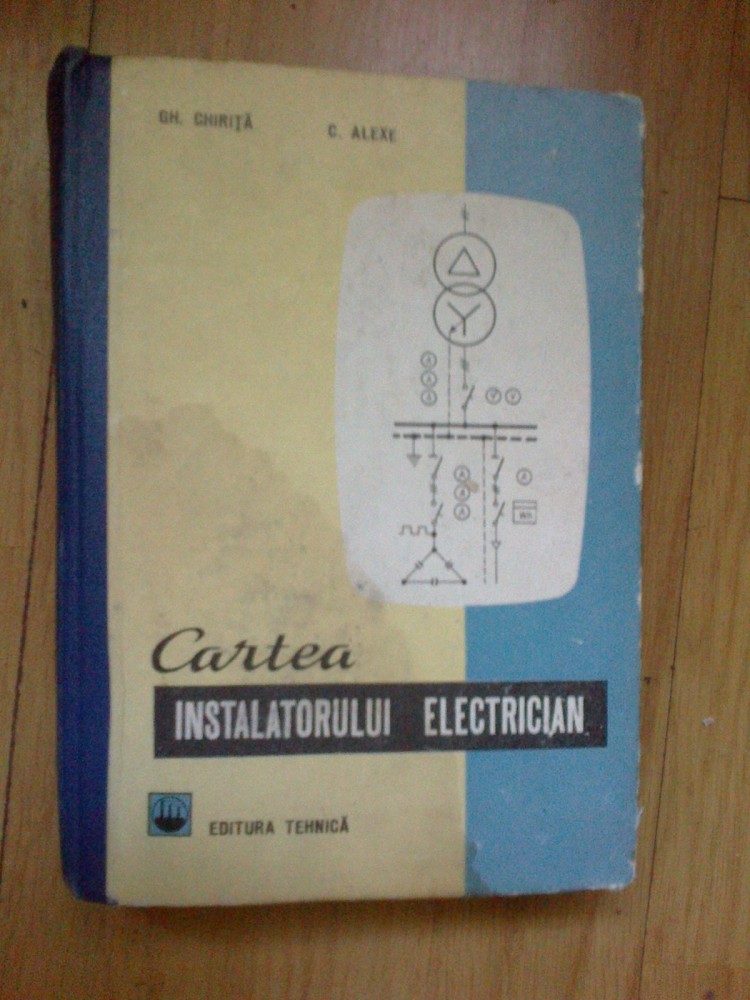 GH. CHIRIȚĂ
C. ALEXE
Cartea
INSTALATORULUI ELECTRICIAN
EDITURA TEHNICĂ